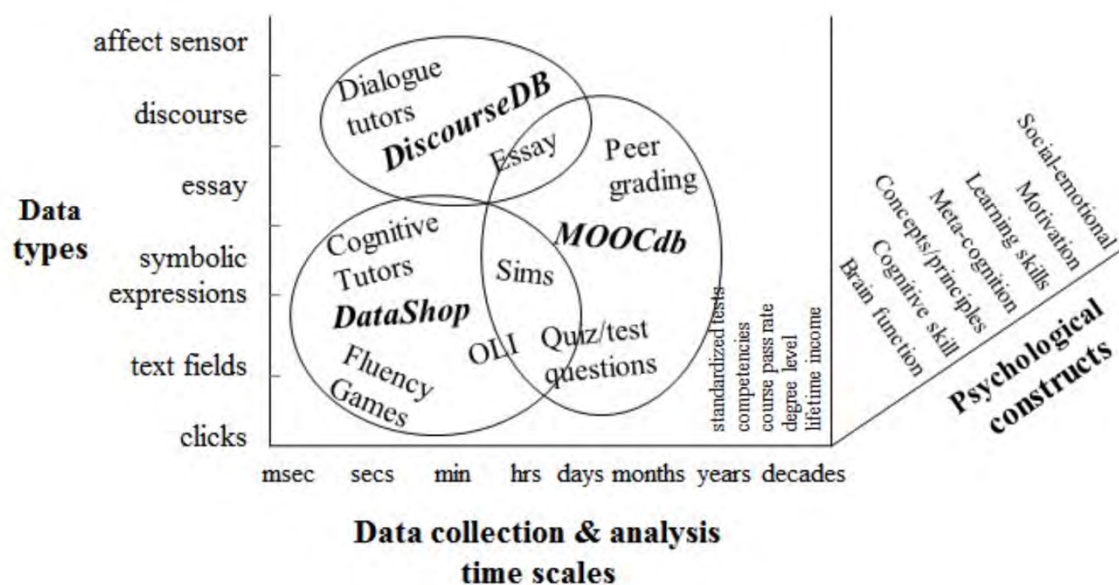 affect sensor
discourse
essay
symbolic
expressions
text fields
clicks
Data
types
Dialogue
tutors
DiscourseDB
Essay
Peer
grading
MOOCdb
Cognitive
Tutors
Sims
DataShop
OLI
Quiz/test
questions
Fluency
Games
standardized tests
competencies
course pass rate
degree level
lifetime income
msec secs min hrs days months years decades
Data collection & analysis
time scales
Brain function
Cognitive skill
Concepts/principles
Meta-cognition
Learning skills
Motivation
Social-emotional
Psychological
constructs